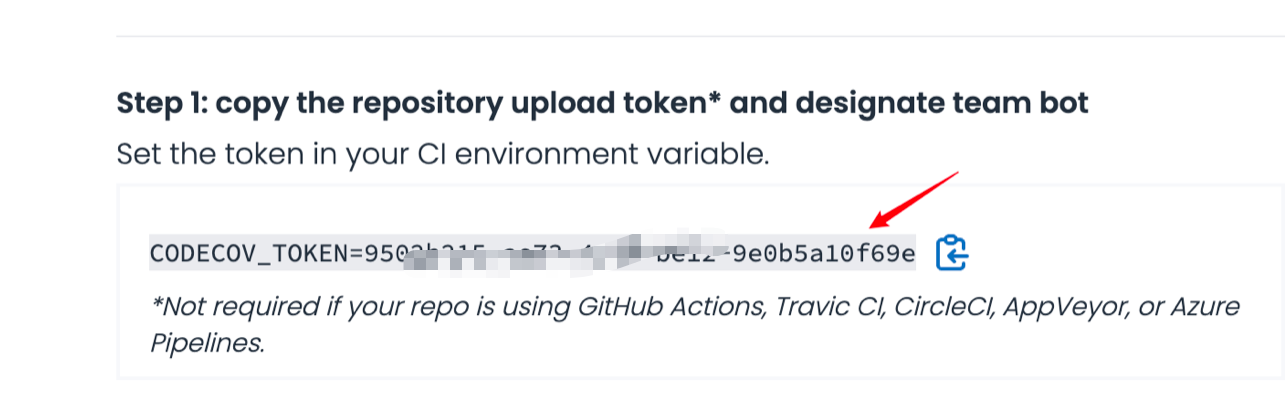 Step 1: copy the repository upload token* and designate team bot
Set the token in your CI environment variable.
CODECOV_TOKEN=950 -9e0b5a10f69e
*Not required if your repo is using GitHub Actions, Travic CI, CircleCI, AppVeyor, or Azure
Pipelines.